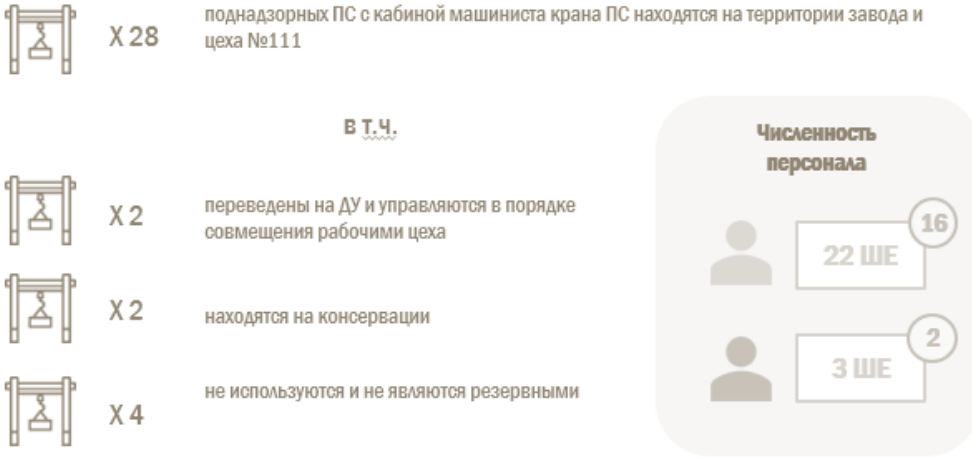 X 28
поднадзорных ПС с кабиной машиниста крана ПС находятся на территории завода и
цеха №111
в т.ч.
X 2
переведены на ДУ и управляются в порядке
совмещения рабочими цеха
X 2
находятся на консервации
X 4
не используются и не являются резервными
Численность
персонала
16
22 ШЕ
2
3 ШЕ